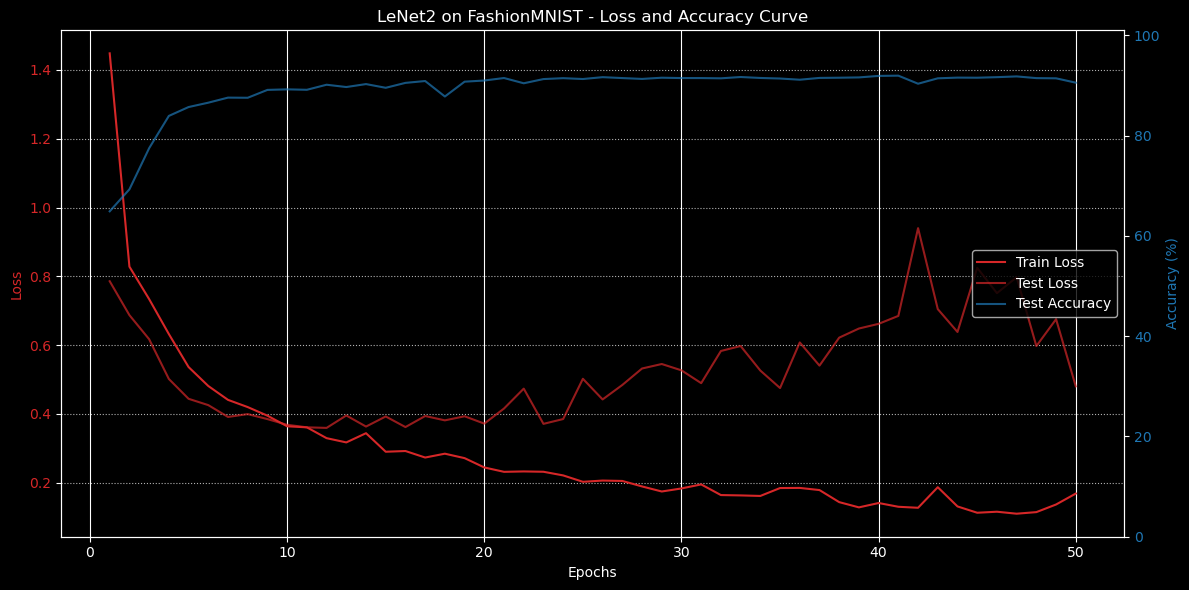 LeNet2 on FashionMNIST - Loss and Accuracy Curve
Loss
1.4
1.2
1.0
0.8
0.6
0.4
0.2
100
80
60
40
20
0
Accuracy (%)
Train Loss
Test Loss
Test Accuracy
0 10 20 30 40 50
Epochs